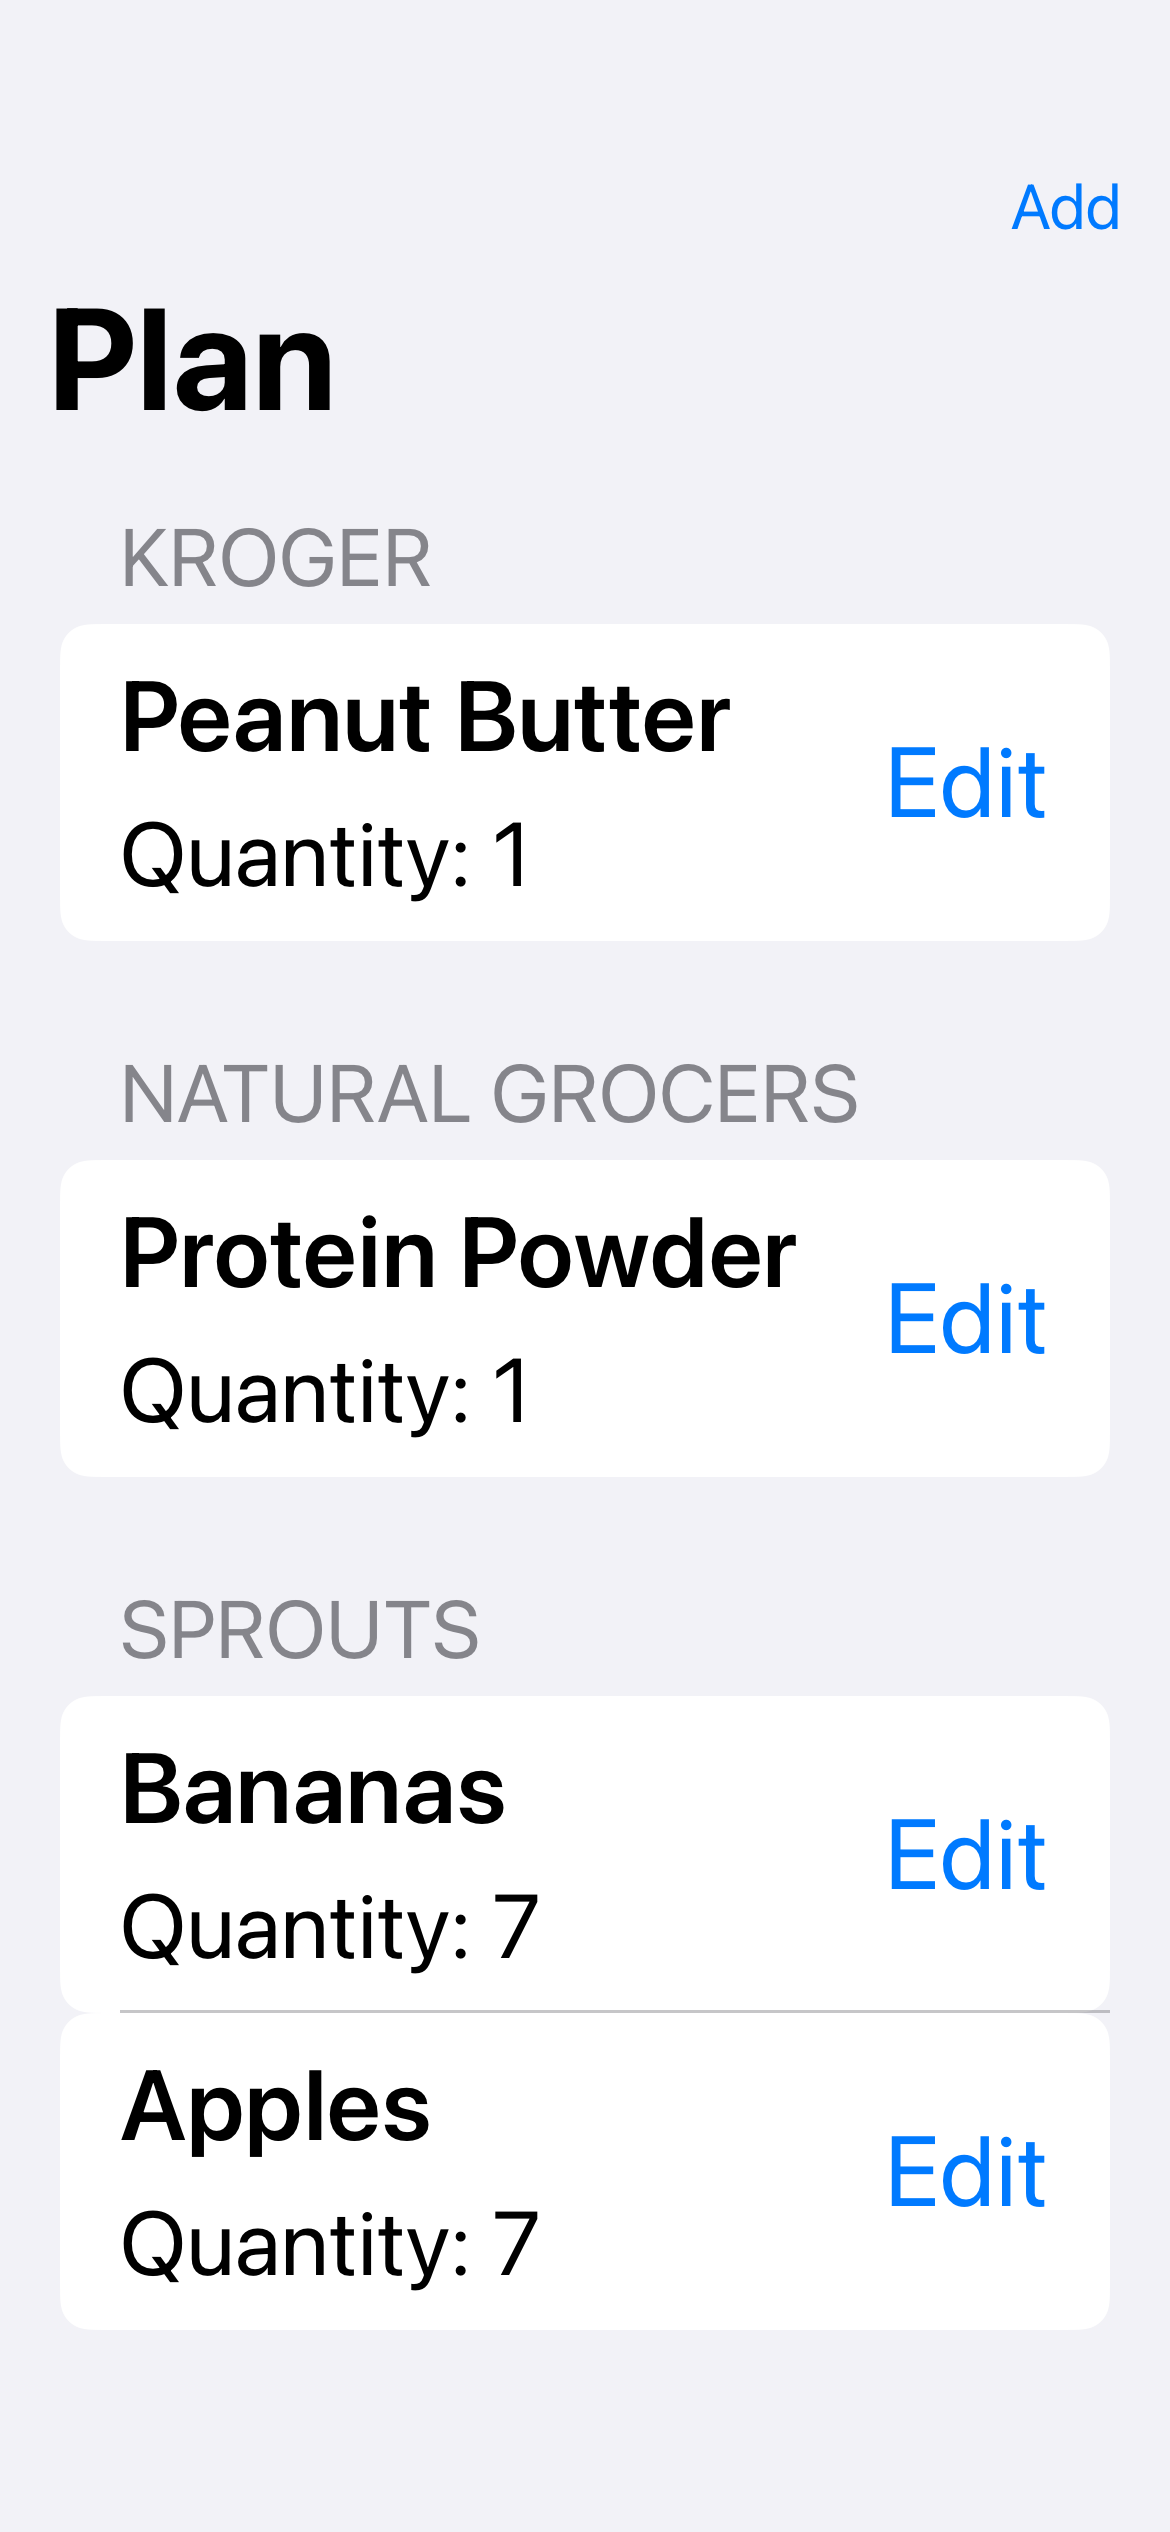 Add
Plan
KROGER
Peanut Butter
Edit
Quantity: 1
NATURAL GROCERS
Protein Powder
Edit
Quantity: 1
SPROUTS
Bananas
Edit
Quantity: 7
Apples
Edit
Quantity: 7